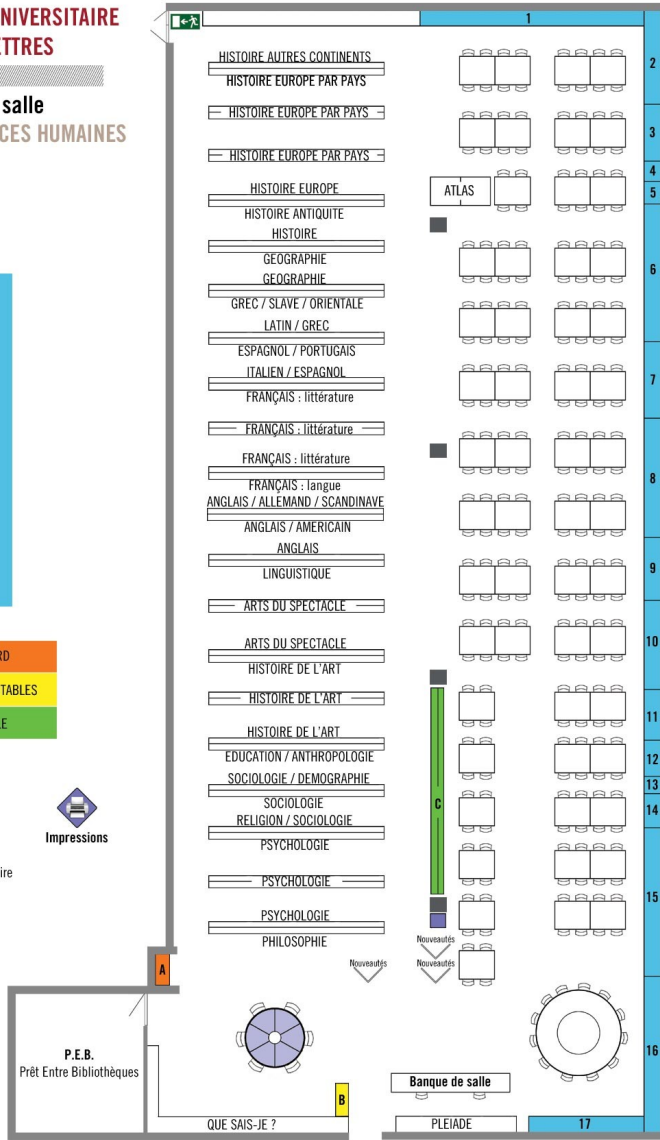 NIVERSITAIRE
ETTRES
salle
CES HUMAINES
1
HISTOIRE AUTRES CONTINENTS
HISTOIRE EUROPE PAR PAYS
2
HISTOIRE EUROPE PAR PAYS
3
HISTOIRE EUROPE PAR PAYS
4
HISTOIRE EUROPE
ATLAS
5
HISTOIRE ANTIQUITE
HISTOIRE
GEOGRAPHIE
6
GEOGRAPHIE
GREC / SLAVE / ORIENTALE
LATIN / GREC
ESPAGNOL / PORTUGAIS
ITALIEN / ESPAGNOL
7
FRANÇAIS : littérature
FRANÇAIS : littérature
FRANÇAIS : littérature
8
FRANÇAIS : langue
ANGLAIS / ALLEMAND / SCANDINAVE
ANGLAIS / AMERICAIN
ANGLAIS
9
LINGUISTIQUE
ARTS DU SPECTACLE
ARTS DU SPECTACLE
10
HISTOIRE DE L'ART
HISTOIRE DE L'ART
11
HISTOIRE DE L'ART
EDUCATION / ANTHROPOLOGIE
12
SOCIOLOGIE / DEMOGRAPHIE
13
SOCIOLOGIE
C
14
RELIGION / SOCIOLOGIE
PSYCHOLOGIE
PSYCHOLOGIE
15
PSYCHOLOGIE
PHILOSOPHIE
RD
TABLES
LE
Impressions
ire
Nouveautés
Nouveautés
Nouveautés
A
P.E.B.
Prêt Entre Bibliothèques
16
Banque de salle
B
QUE SAIS-JE ?
PLEIADE
17